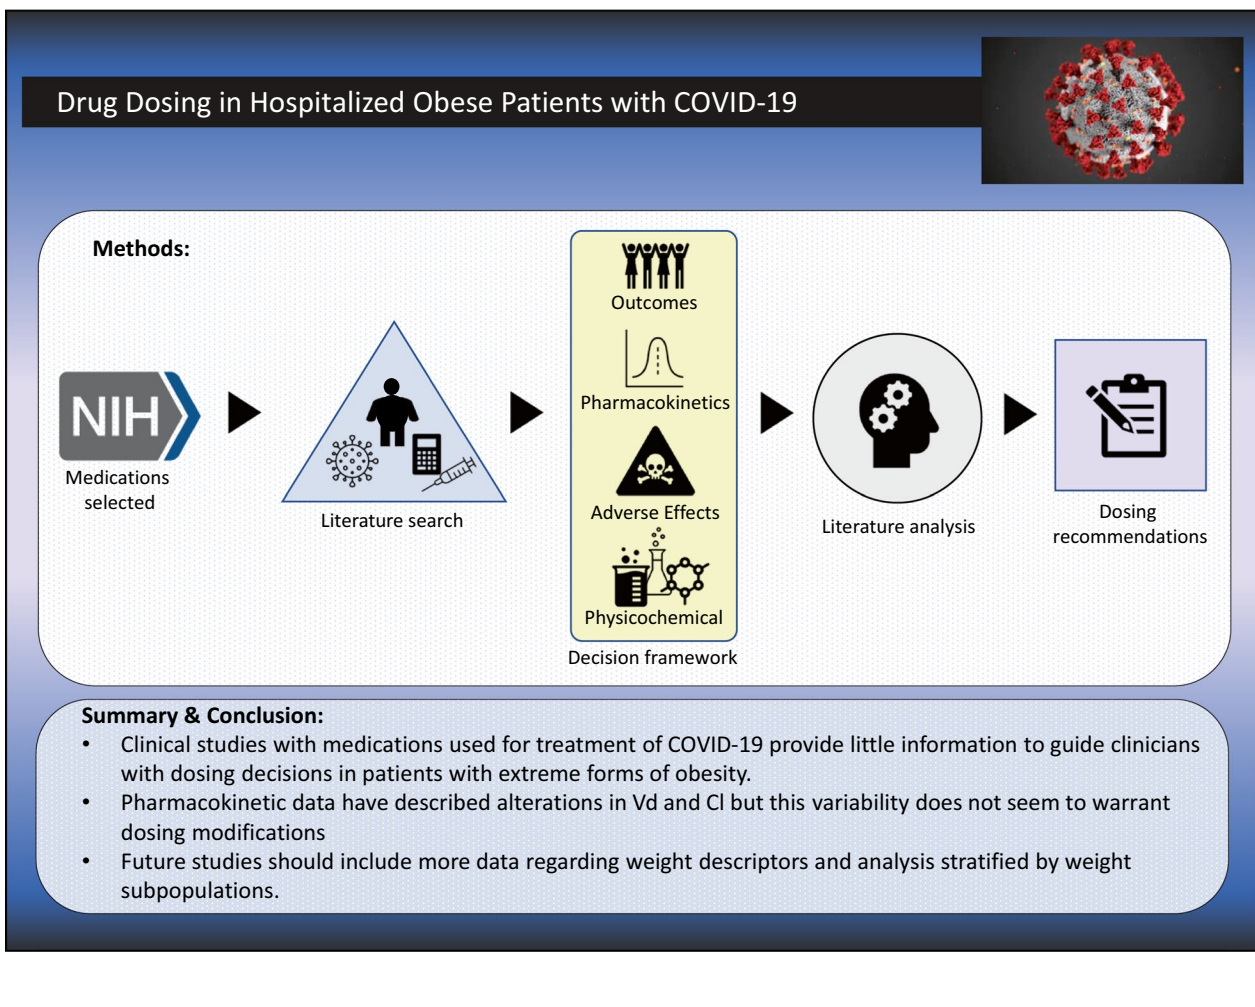 Drug Dosing in Hospitalized Obese Patients with COVID-19
Methods:
NIH
Medications
selected
Literature search
Outcomes
Pharmacokinetics
Adverse Effects
Physicochemical
Decision framework
Literature analysis
Dosing
recommendations
Summary & Conclusion:
• Clinical studies with medications used for treatment of COVID-19 provide little information to guide clinicians
with dosing decisions in patients with extreme forms of obesity.
• Pharmacokinetic data have described alterations in Vd and Cl but this variability does not seem to warrant
dosing modifications
• Future studies should include more data regarding weight descriptors and analysis stratified by weight
subpopulations.